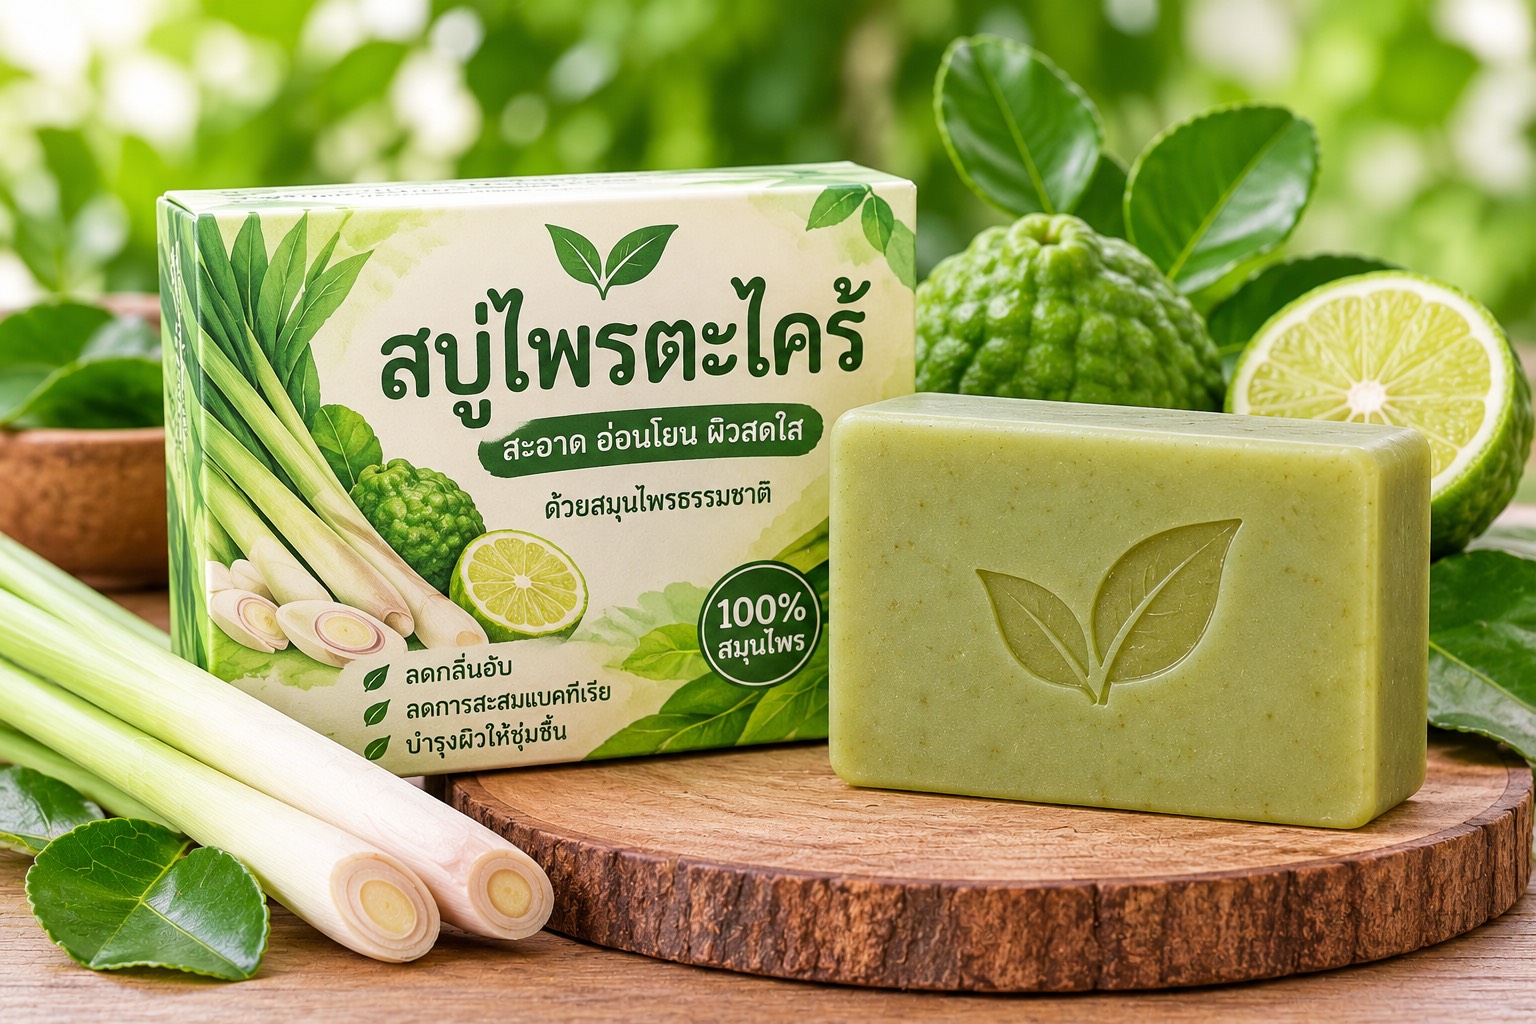 สบู่ไพรตะไคร้
สะอาด อ่อนโยน ผิวสดใส
ด้วยสมุนไพรธรรมชาติ
100%
สมุนไพร
ลดกลิ่นอับ
ลดการสะสมแบคทีเรีย
บำรุงผิวให้ชุ่มชื้น